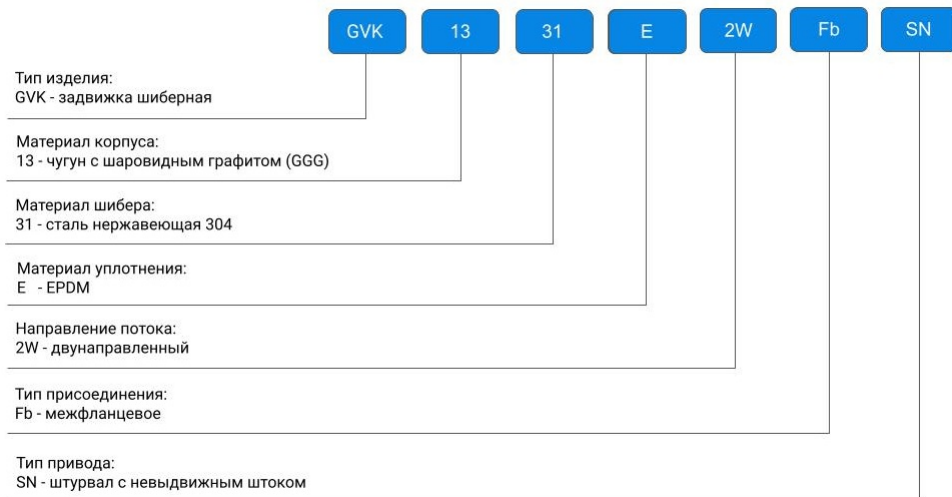 GVK 13 31 E 2W Fb SN
Тип изделия:
GVK - задвижка шиберная
Материал корпуса:
13 - чугун с шаровидным графитом (GGG)
Материал шибера:
31 - сталь нержавеющая 304
Материал уплотнения:
E - EPDM
Направление потока:
2W - двунаправленный
Тип присоединения:
Fb - межфланцевое
Тип привода:
SN - штурвал с невыдвижным штоком